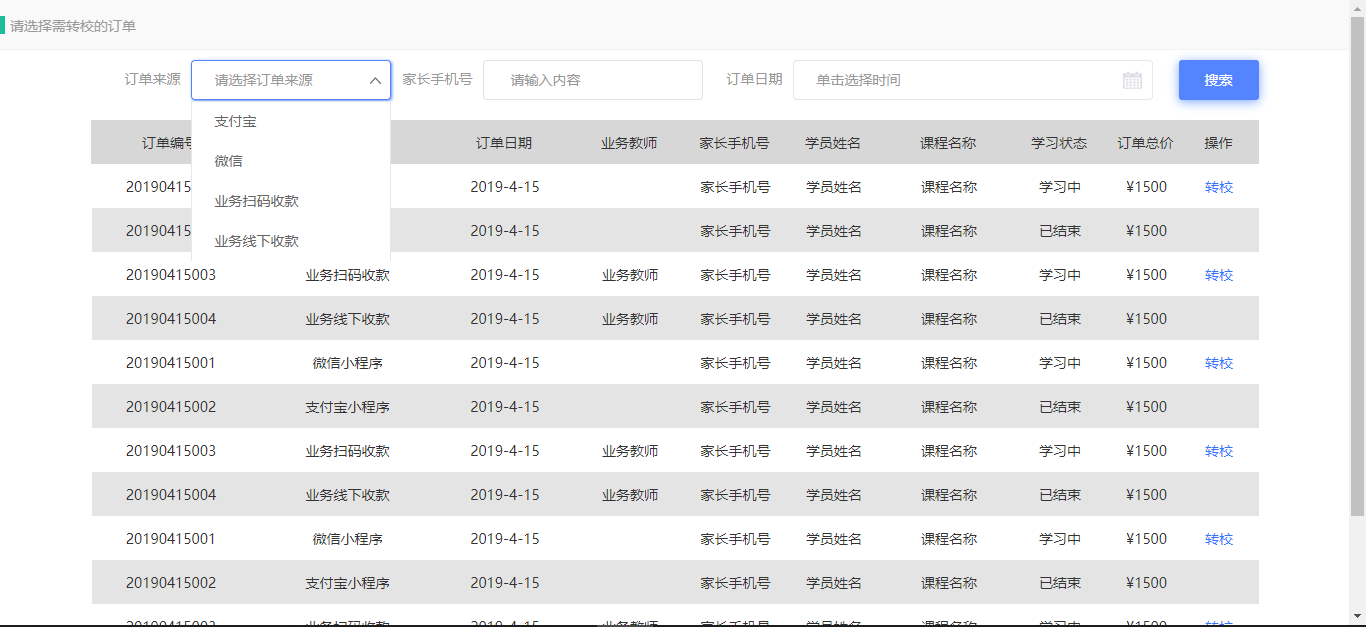 请选择需转校的订单
订单来源 请选择订单来源 家长手机号 请输入内容 订单日期 单击选择时间 搜索
支付宝
微信
业务扫码收款
业务线下收款
订单编号 订单日期 业务教师 家长手机号 学员姓名 课程名称 学习状态 订单总价 操作
20190415 2019-4-15 家长手机号 学员姓名 课程名称 学习中 ¥1500 转校
20190415 2019-4-15 家长手机号 学员姓名 课程名称 已结束 ¥1500
20190415003 业务扫码收款 2019-4-15 业务教师 家长手机号 学员姓名 课程名称 学习中 ¥1500 转校
20190415004 业务线下收款 2019-4-15 业务教师 家长手机号 学员姓名 课程名称 已结束 ¥1500
20190415001 微信小程序 2019-4-15 家长手机号 学员姓名 课程名称 学习中 ¥1500 转校
20190415002 支付宝小程序 2019-4-15 家长手机号 学员姓名 课程名称 已结束 ¥1500
20190415003 业务扫码收款 2019-4-15 业务教师 家长手机号 学员姓名 课程名称 学习中 ¥1500 转校
20190415004 业务线下收款 2019-4-15 业务教师 家长手机号 学员姓名 课程名称 已结束 ¥1500
20190415001 微信小程序 2019-4-15 家长手机号 学员姓名 课程名称 学习中 ¥1500 转校
20190415002 支付宝小程序 2019-4-15 家长手机号 学员姓名 课程名称 已结束 ¥1500